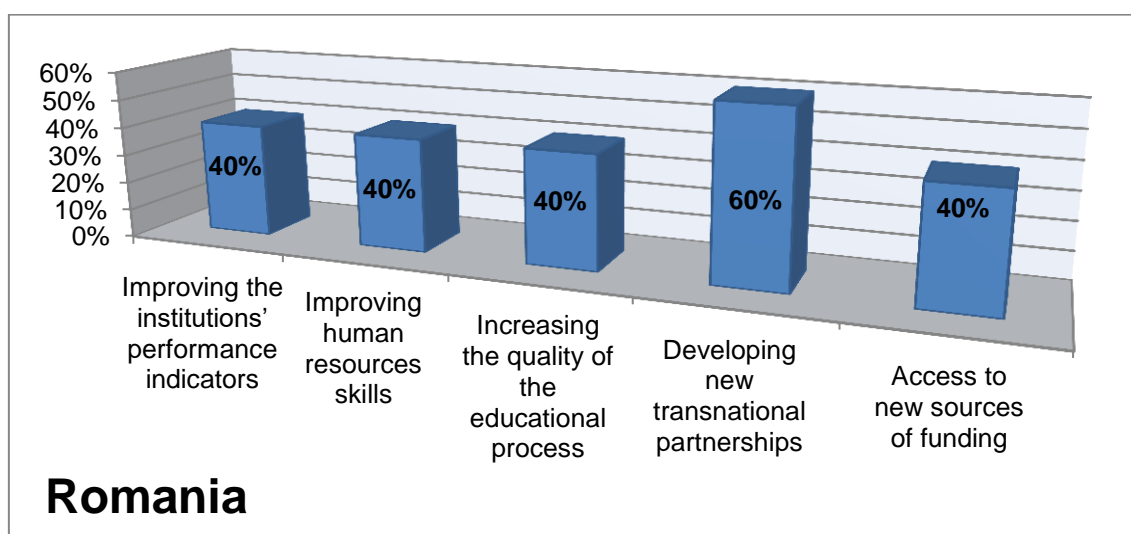 60%
50%
40%
30%
20%
10%
0%
40%
40%
40%
60%
40%
Improving the
institutions’
performance
indicators
Improving
human
resources
skills
Increasing
the quality of
the
educational
process
Developing
new
transnational
partnerships
Access to
new sources
of funding
Romania